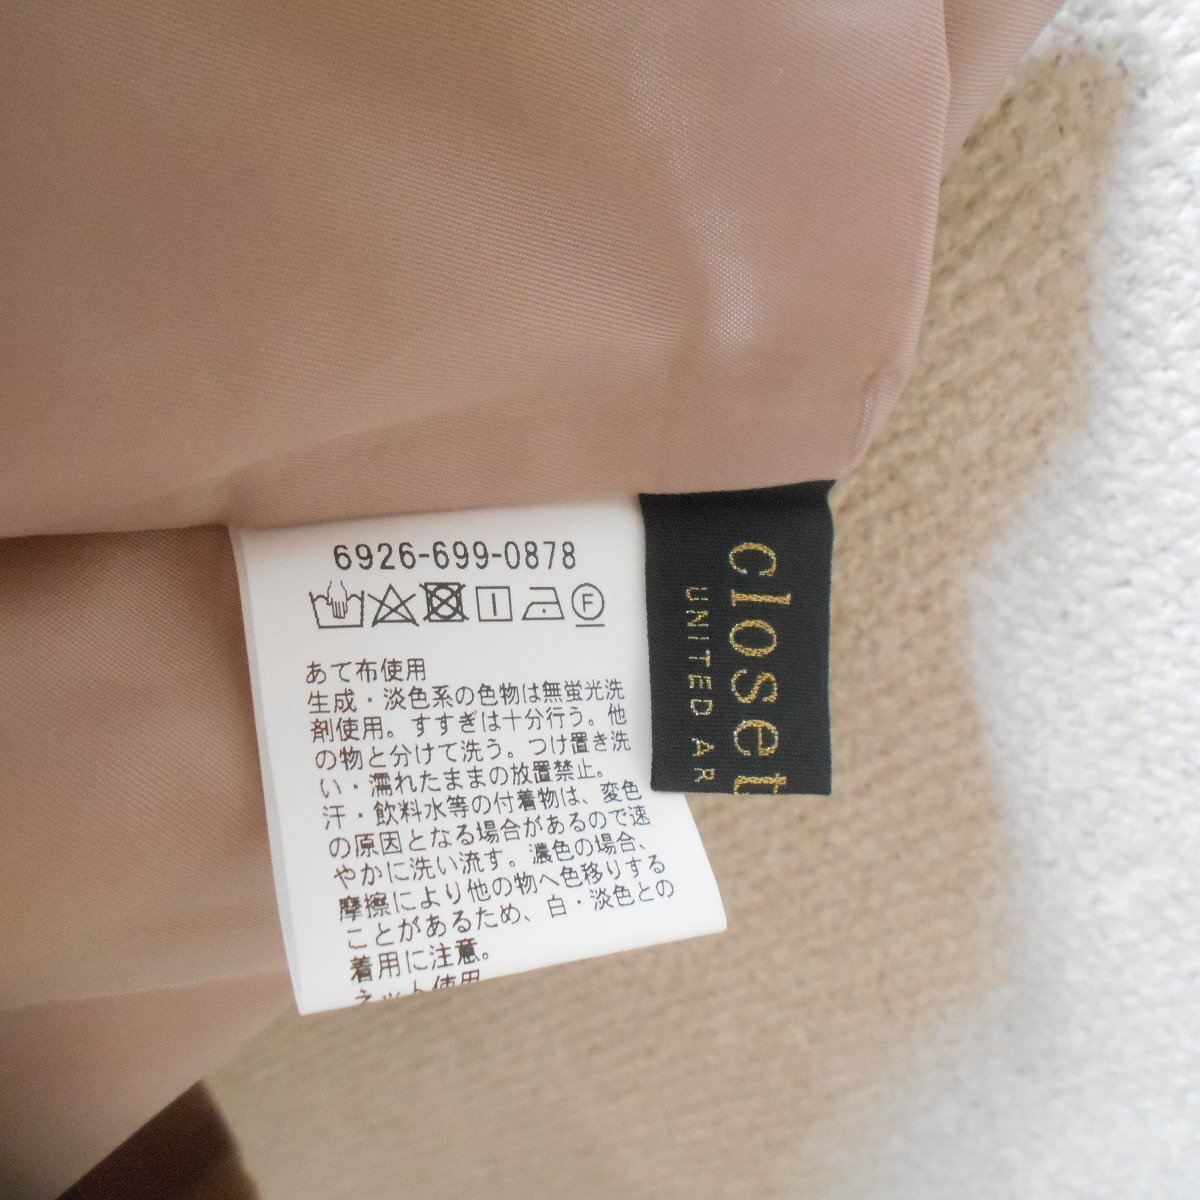 6926-699-0878
F
あて布使用
生成・淡色系の色物は無蛍光洗
剤使用。すすぎは十分行う。他
の物と分けて洗う。つけ置き洗
い・濡れたままの放置禁止。
汗・飲料水等の付着物は、変色
の原因となる場合があるので速
やかに洗い流す。濃色の場合、
摩擦により他の物へ色移りする
ことがあるため、白・淡色との
着用に注意。
ネット使用
closet
UNITED AR